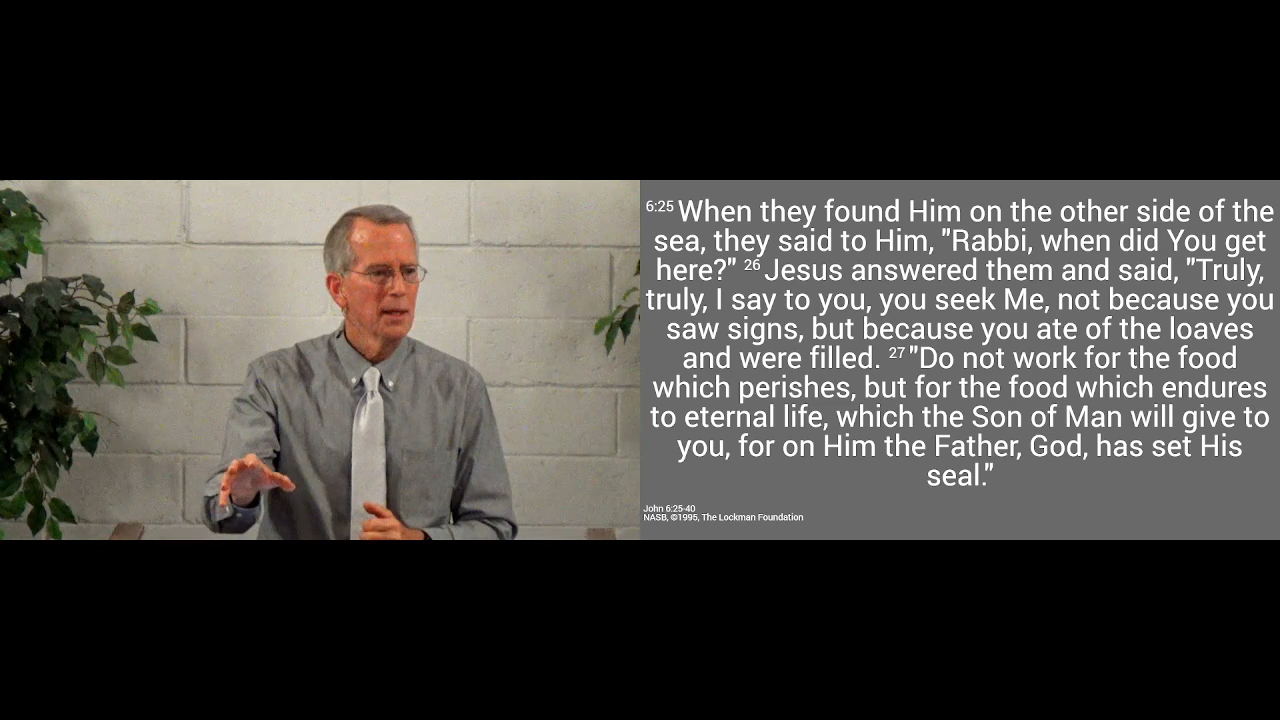 6:25 When they found Him on the other side of the
sea, they said to Him, "Rabbi, when did You get
here?" 26 Jesus answered them and said, "Truly,
truly, I say to you, you seek Me, not because you
saw signs, but because you ate of the loaves
and were filled. 27 "Do not work for the food
which perishes, but for the food which endures
to eternal life, which the Son of Man will give to
you, for on Him the Father, God, has set His
seal."
John 6:25-40
NASB, ©1995, The Lockman Foundation